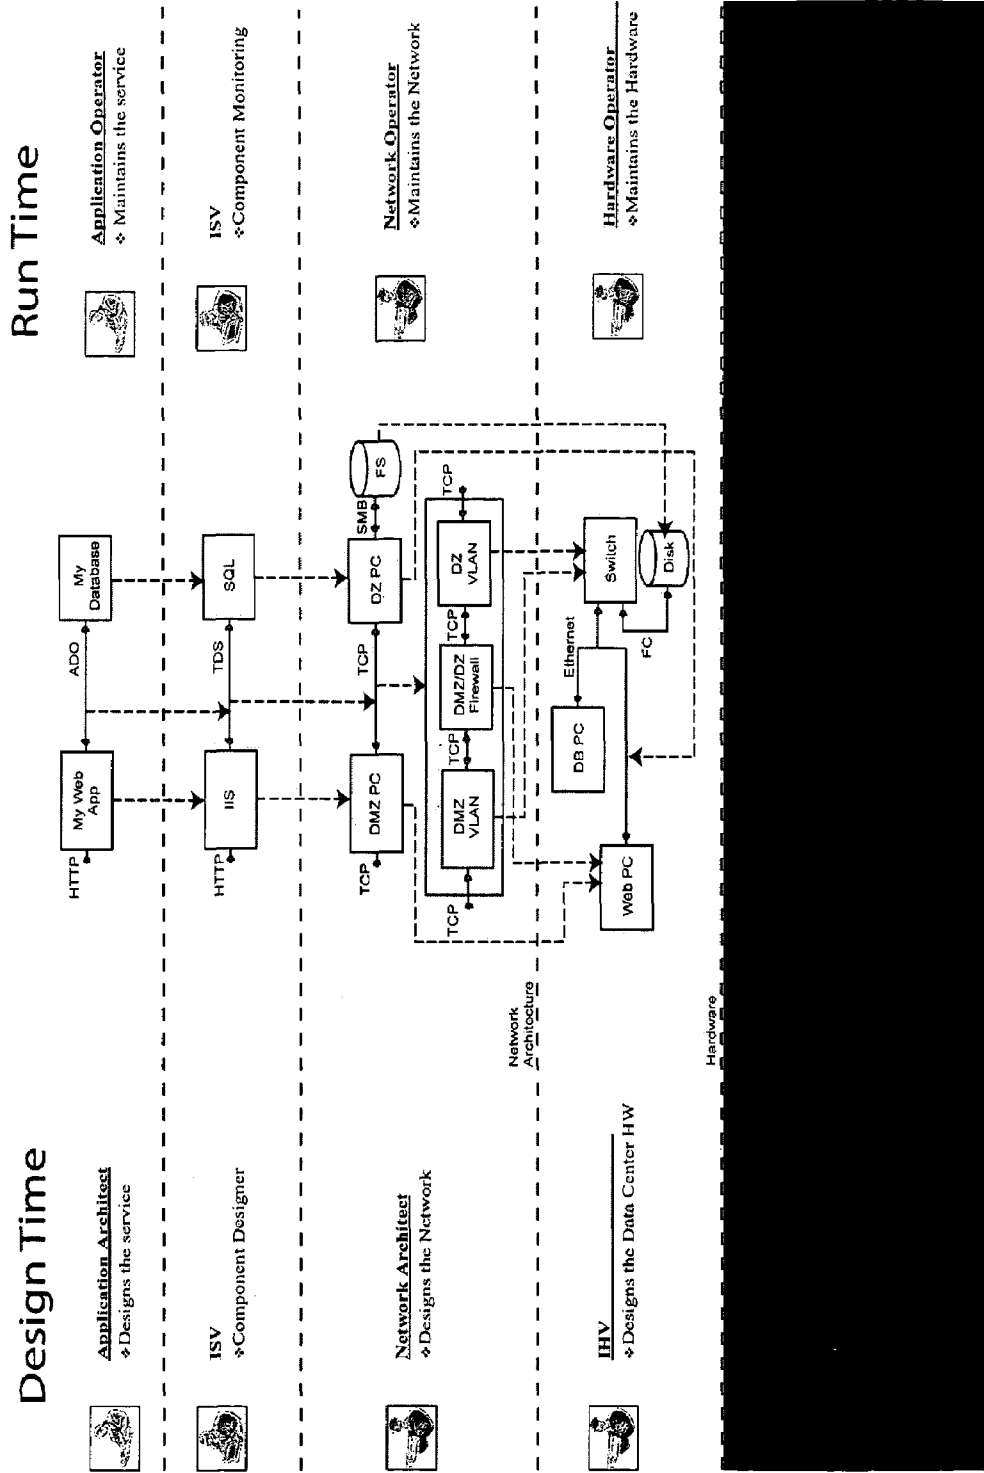 Design Time
Run Time
Application Architect
❖Designs the service
HTTP
My Web
App
ADO
My
Database
Application Operator
❖ Maintains the service
ISV
❖Component Designer
HTTP
IIS
TDS
SQL
ISV
❖Component Monitoring
Network Architect
❖Designs the Network
TCP
DMZ PC
TCP
DZ PC
SMB
FS
TCP
DMZ
VLAN
TCP
DMZ/DZ
Firewall
TCP
DZ
VLAN
TCP
Network Operator
❖Maintains the Network
Network
Architecture
IHV
❖Designs the Data Center HW
Web PC
DB PC
Ethernet
Switch
FC
Disk
Hardware Operator
❖Maintains the Hardware
Hardware